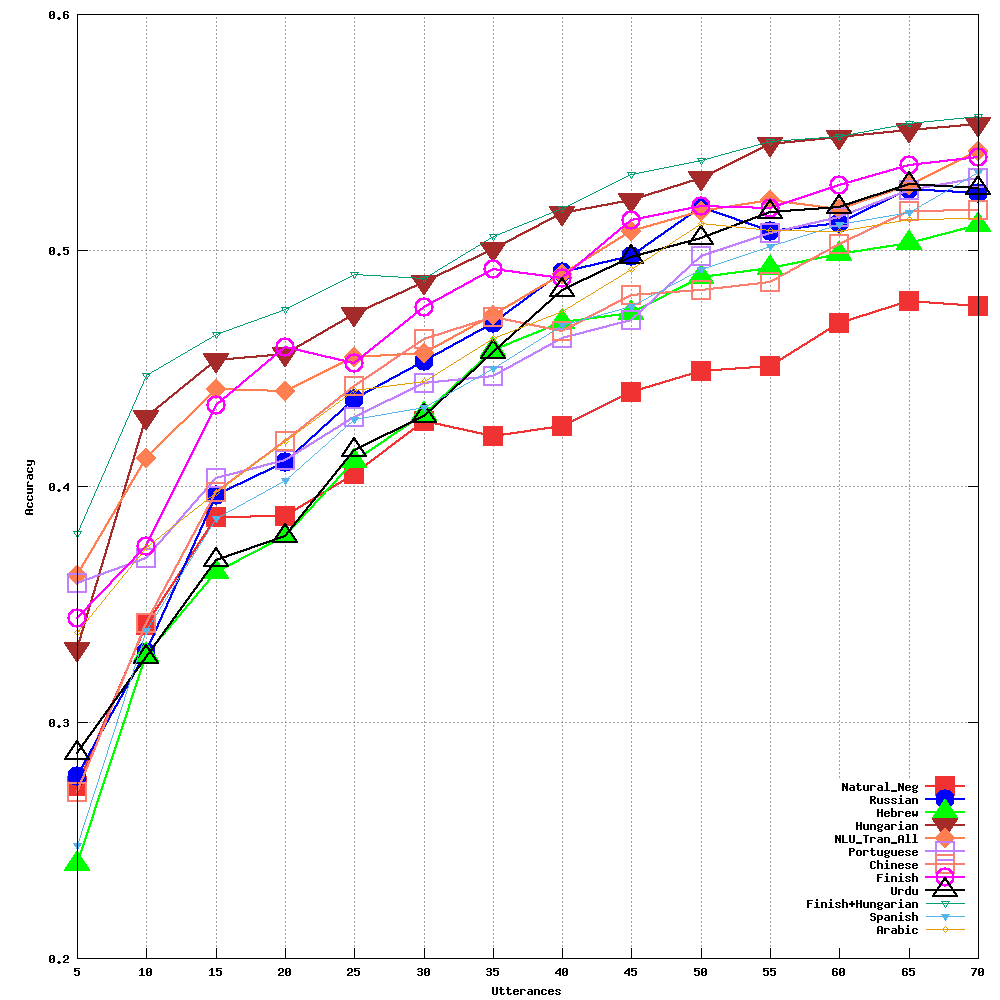 0.6
0.5
0.4
0.3
0.2
Accuracy
5 10 15 20 25 30 35 40 45 50 55 60 65 70
Utterances
Natural_Neg
Russian
Hebrew
Hungarian
NLU_Tran_All
Portuguese
Chinese
Finish
Urdu
Finish+Hungarian
Spanish
Arabic